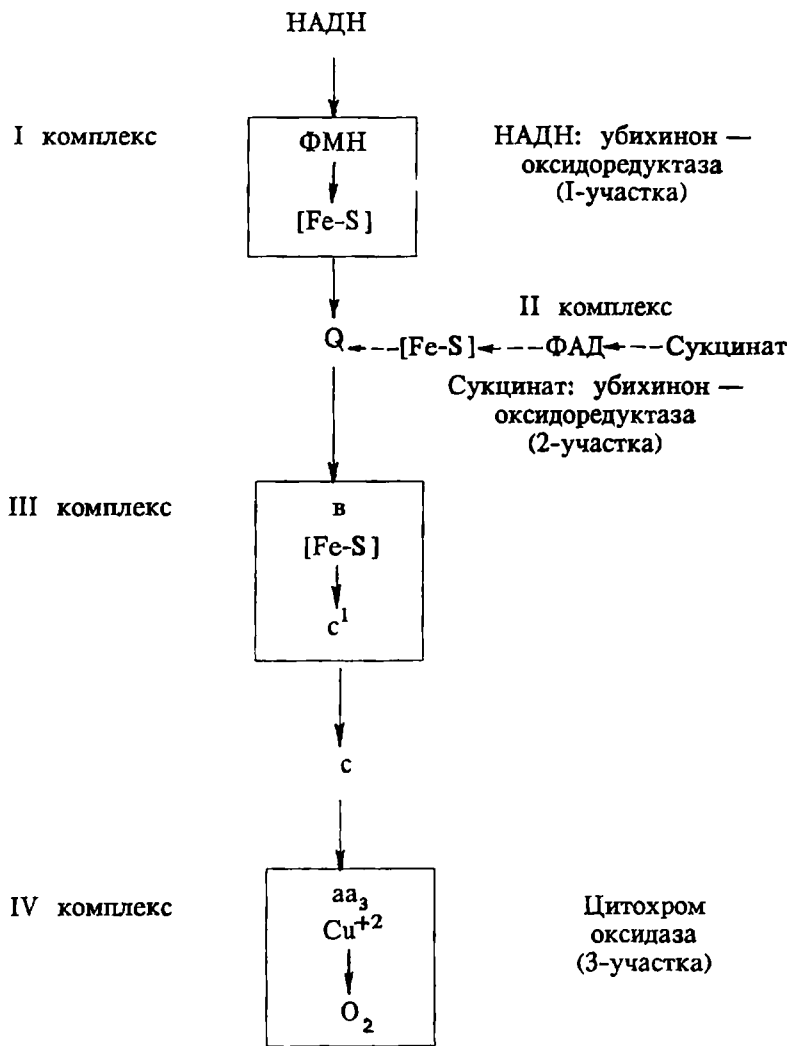 НАДН
I комплекс
ФМН
[Fe-S]
НАДН: убихинон —
оксидоредуктаза
(I-участка)
II комплекс
Q [Fe-S] ФАД Сукцинат
Сукцинат: убихинон —
оксидоредуктаза
(2-участка)
III комплекс
в
[Fe-S]
c¹
c
IV комплекс
aa₃
Cu⁺²
O₂
Цитохром
оксидаза
(3-участка)